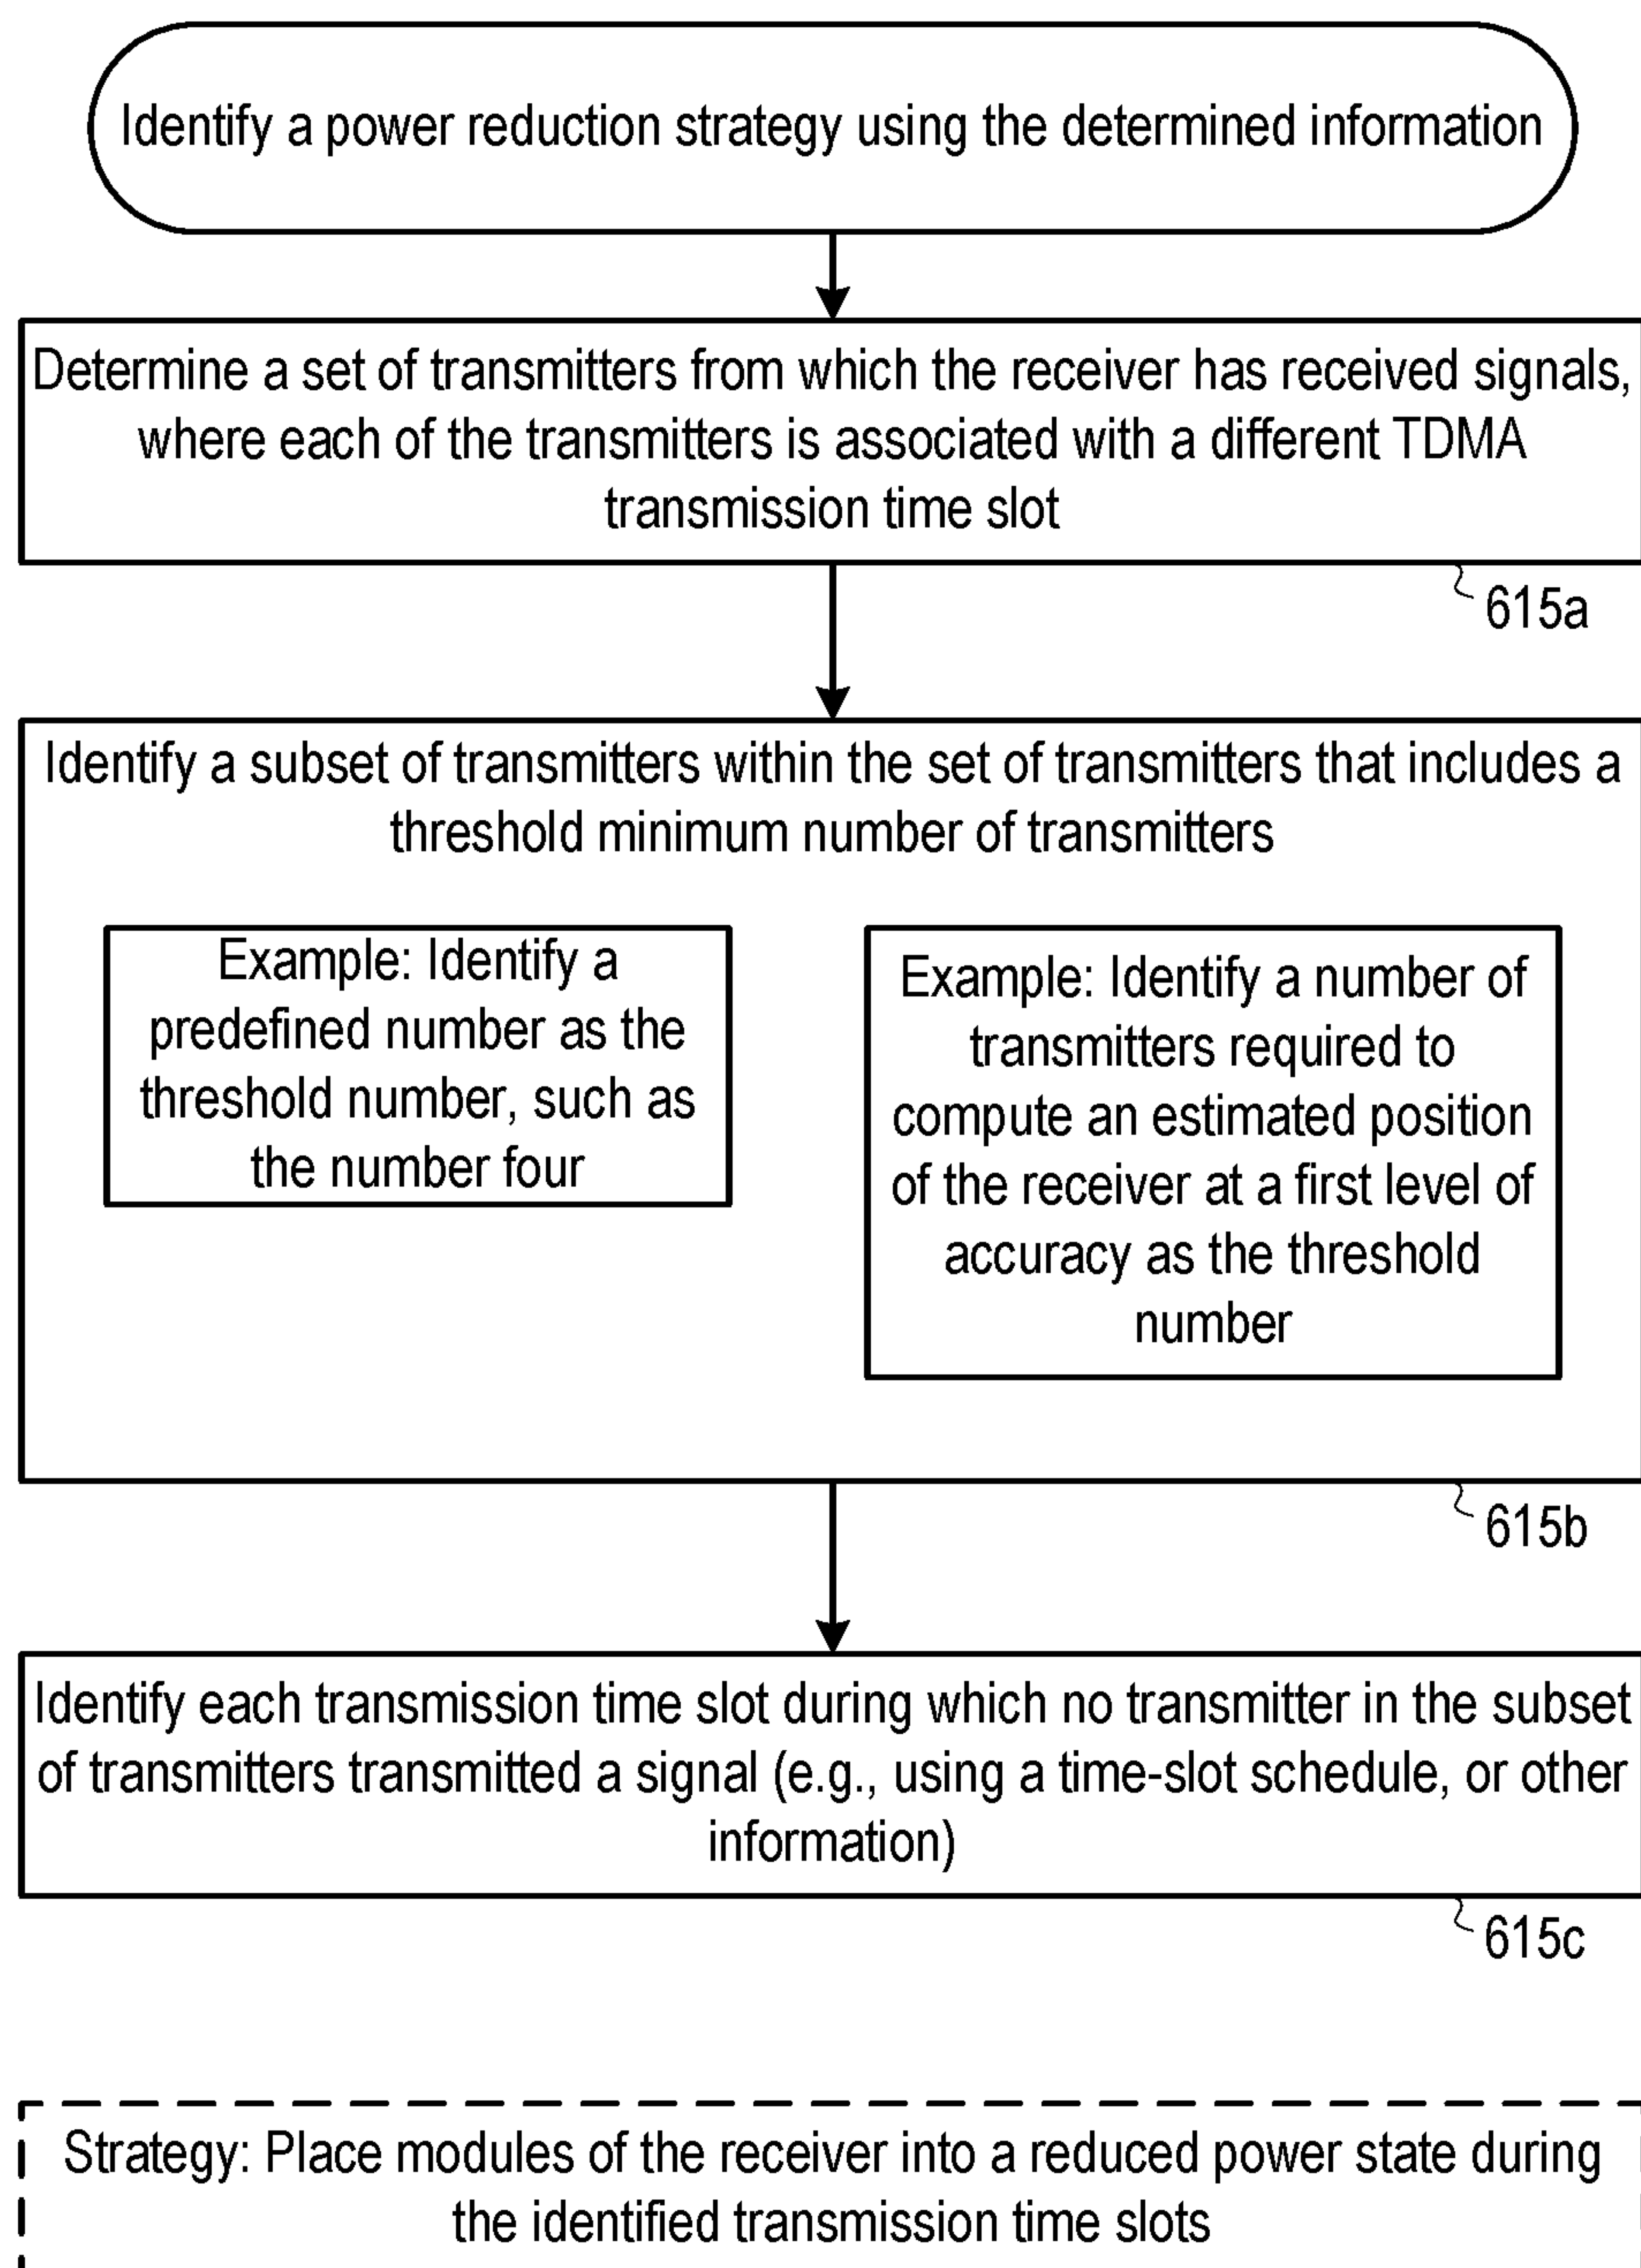 Identify a power reduction strategy using the determined information
Determine a set of transmitters from which the receiver has received signals,
where each of the transmitters is associated with a different TDMA
transmission time slot
615a
Identify a subset of transmitters within the set of transmitters that includes a
threshold minimum number of transmitters
Example: Identify a
predefined number as the
threshold number, such as
the number four
Example: Identify a number of
transmitters required to
compute an estimated position
of the receiver at a first level of
accuracy as the threshold
number
615b
Identify each transmission time slot during which no transmitter in the subset
of transmitters transmitted a signal (e.g., using a time-slot schedule, or other
information)
615c
Strategy: Place modules of the receiver into a reduced power state during
the identified transmission time slots